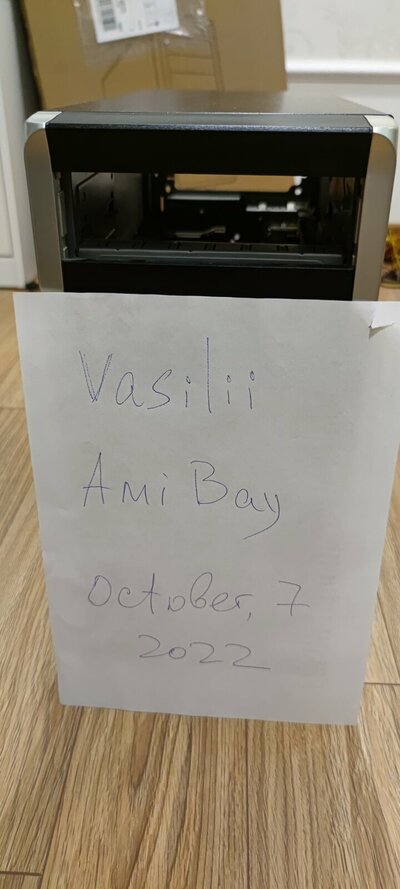 Vasilii
Ami Bay
October, 7
2022